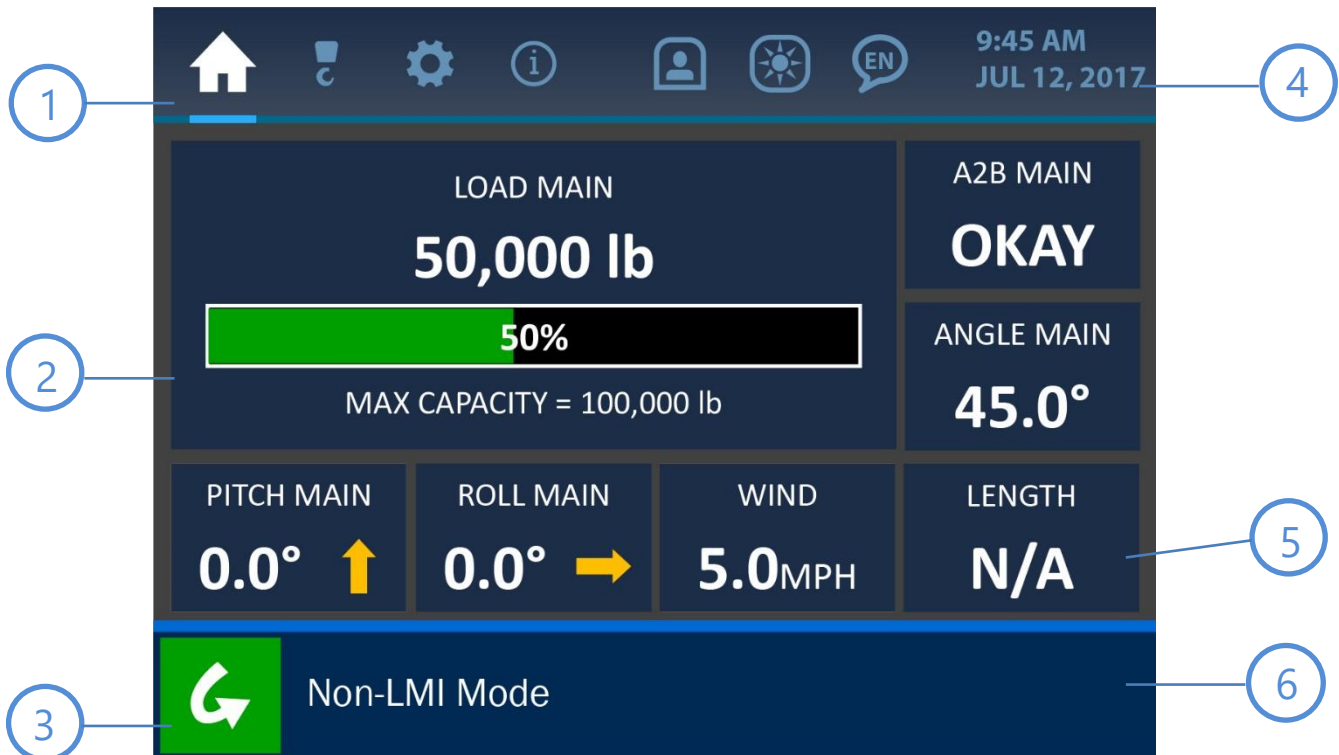 9:45 AM
EN
JUL 12, 2017
1
4
LOAD MAIN
A2B MAIN
50,000 lb
OKAY
50%
ANGLE MAIN
2
MAX CAPACITY = 100,000 lb
45.0°
PITCH MAIN
ROLL MAIN
WIND
LENGTH
0.0°
0.0°
5.0MPH
N/A
5
Non-LMI Mode
6
3